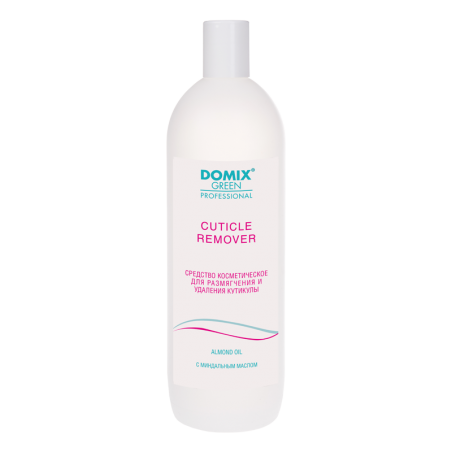 DOMIX®
GREEN
PROFESSIONAL
CUTICLE
REMOVER
СРЕДСТВО КОСМЕТИЧЕСКОЕ
ДЛЯ РАЗМЯГЧЕНИЯ И
УДАЛЕНИЯ КУТИКУЛЫ
ALMOND OIL
С МИНДАЛЬНЫМ МАСЛОМ